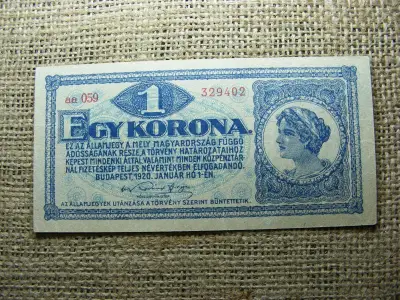 aa 059
1
329402
EGY KORONA.
EZ AZ ÁLLAMJEGY, A MELY MAGYARORSZÁG FÜGGŐ
ADÓSSÁGÁNAK RÉSZE, A TÖRVÉNY HATÁROZATAIHOZ
KÉPEST MINDENKI ÁLTAL, VALAMINT MINDEN KÖZPÉNZTÁR-
NÁL FIZETÉSKÉP TELJES NÉVÉRTÉKBEN ELFOGADANDÓ.
BUDAPEST, 1920. JANUÁR HÓ 1-ÉN.
AZ ÁLLAMJEGYEK UTÁNZÁSA A TÖRVÉNY SZERINT BÜNTETTETIK.